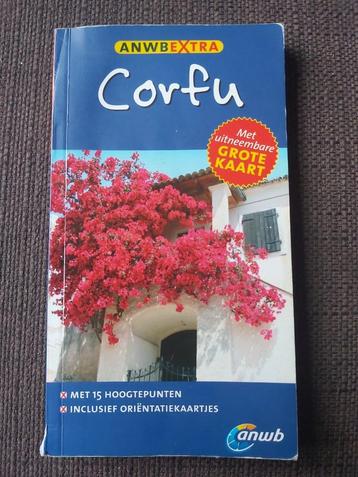 ANWBEXTRA
Corfu
Met
uitneembare
GROTE
KAART
MET 15 HOOGTEPUNTEN
INCLUSIEF ORIËNTATIEKAARTJES
anwb